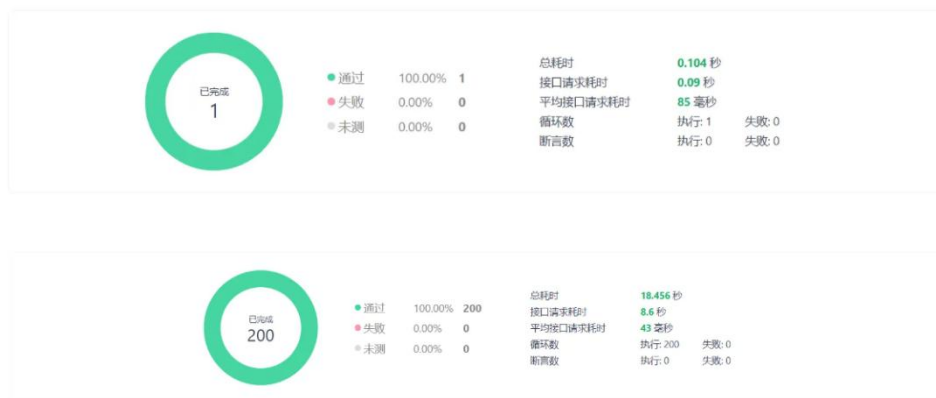 已完成
1
通过 100.00% 1
失败 0.00% 0
未测 0.00% 0
总耗时 0.104 秒
接口请求耗时 0.09 秒
平均接口请求耗时 85 毫秒
循环数 执行: 1 失败: 0
断言数 执行: 0 失败: 0
已完成
200
通过 100.00% 200
失败 0.00% 0
未测 0.00% 0
总耗时 18.456 秒
接口请求耗时 8.6 秒
平均接口请求耗时 43 毫秒
循环数 执行: 200 失败: 0
断言数 执行: 0 失败: 0